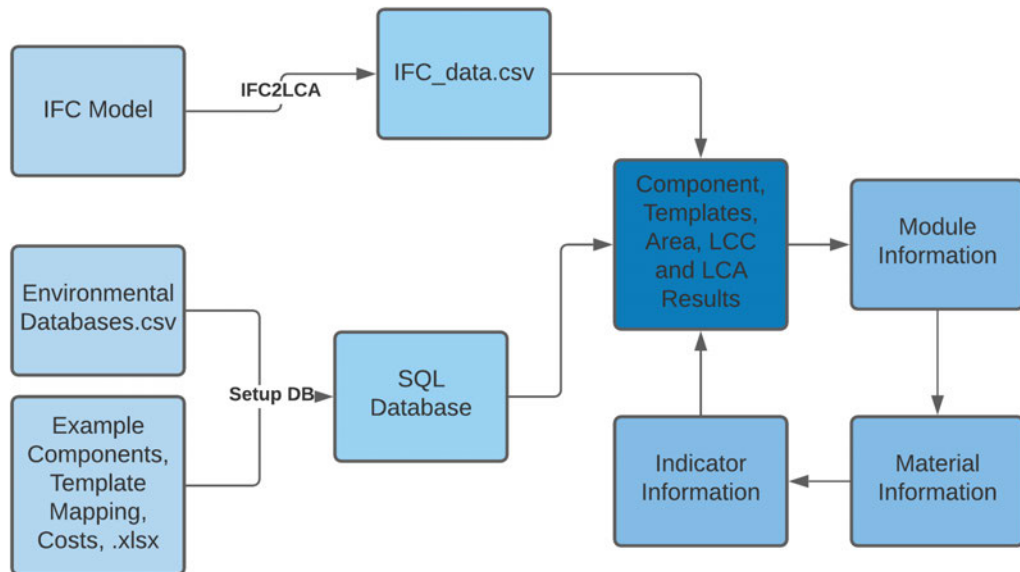 IFC Model
IFC2LCA
IFC_data.csv
Component,
Templates,
Area, LCC
and LCA
Results
Module
Information
Environmental
Databases.csv
Setup DB
SQL
Database
Example
Components,
Template
Mapping,
Costs, .xlsx
Indicator
Information
Material
Information